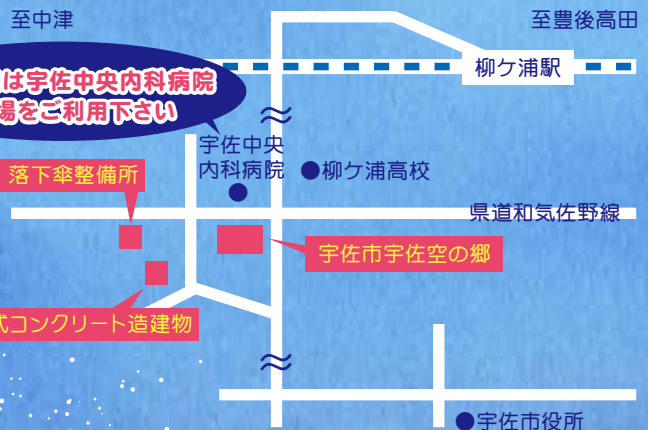 至中津
至豊後高田
柳ケ浦駅
は宇佐中央内科病院
場をご利用下さい
宇佐中央
内科病院
柳ケ浦高校
落下傘整備所
県道和気佐野線
宇佐市宇佐空の郷
式コンクリート造建物
宇佐市役所